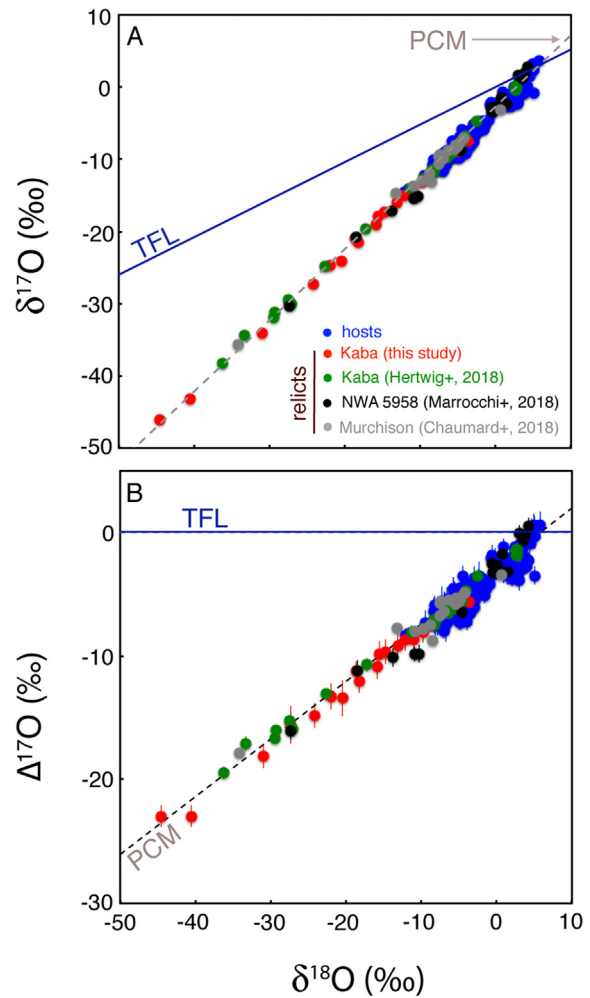 A
PCM
10
0
-10
-20
-30
-40
-50
δ¹⁷O (‰)
TFL
hosts
relicts
Kaba (this study)
Kaba (Hertwig+, 2018)
NWA 5958 (Marrocchi+, 2018)
Murchison (Chaumard+, 2018)
B
TFL
0
-10
-20
-30
Δ¹⁷O (‰)
PCM
-50 -40 -30 -20 -10 0 10
δ¹⁸O (‰)